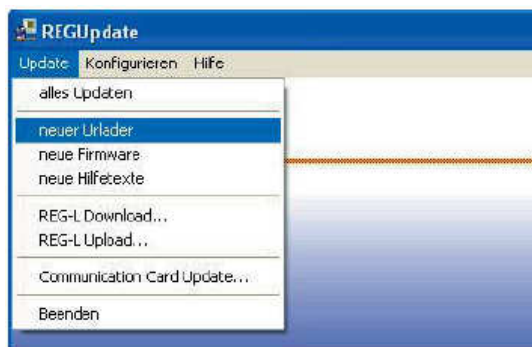 REGUpdate
Update Konfigurieren Hilfe
alles Updaten
neuer Urlader
neue Firmware
neue Hilfetexte
REG-L Download...
REG-L Upload...
Communication Card Update...
Beenden